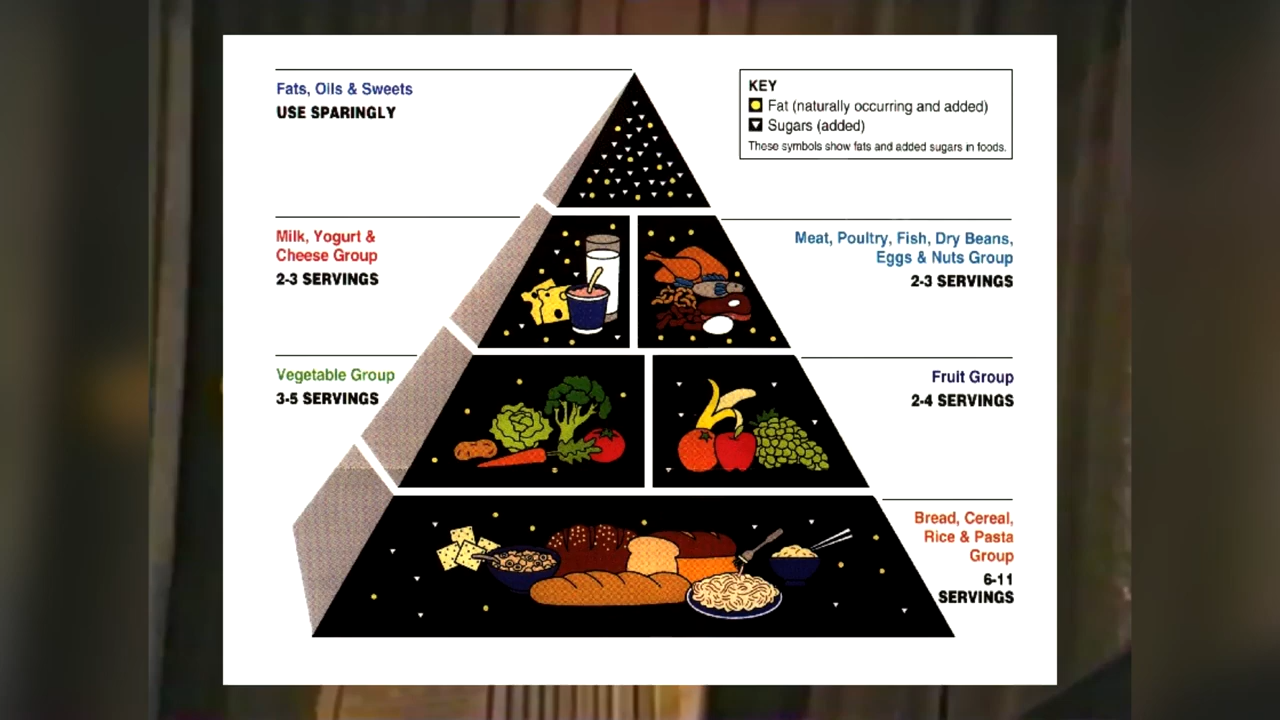 Fats, Oils & Sweets
USE SPARINGLY
KEY
Fat (naturally occurring and added)
Sugars (added)
These symbols show fats and added sugars in foods.
Milk, Yogurt &
Cheese Group
2-3 SERVINGS
Meat, Poultry, Fish, Dry Beans,
Eggs & Nuts Group
2-3 SERVINGS
Vegetable Group
3-5 SERVINGS
Fruit Group
2-4 SERVINGS
Bread, Cereal,
Rice & Pasta
Group
6-11
SERVINGS